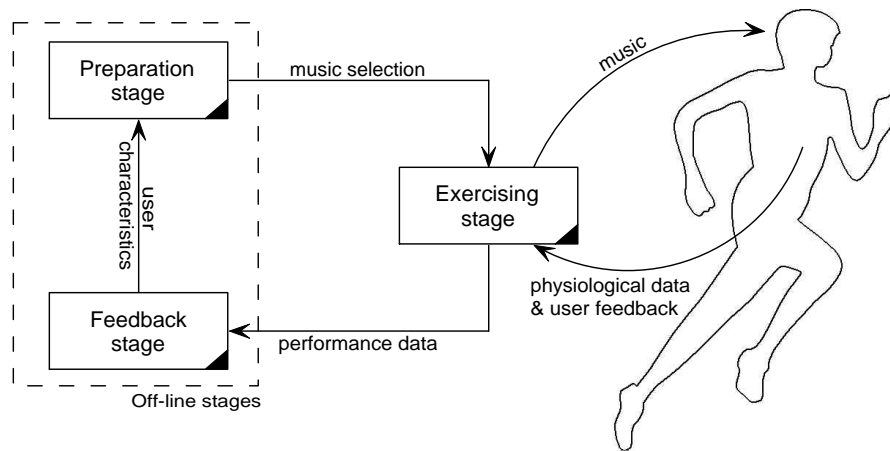 Preparation
stage
music selection
music
user
characteristics
Exercising
stage
physiological data
& user feedback
Feedback
stage
performance data
Off-line stages